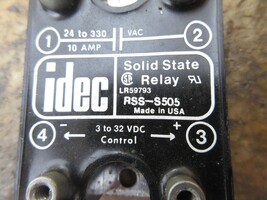 1 24 to 330 VAC 2
10 AMP
idec Solid State
Relay
LR59793
RSS-S505
Made in USA
4 - 3 to 32 VDC + 3
Control